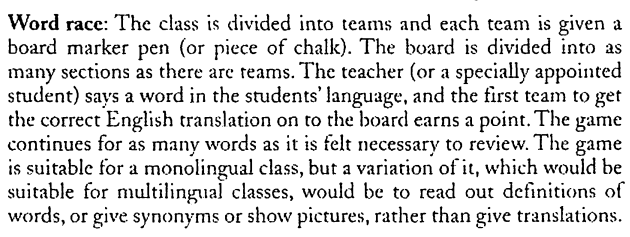 Word race: The class is divided into teams and each team is given a
board marker pen (or piece of chalk). The board is divided into as
many sections as there are teams. The teacher (or a specially appointed
student) says a word in the students' language, and the first team to get
the correct English translation on to the board earns a point. The game
continues for as many words as it is felt necessary to review. The game
is suitable for a monolingual class, but a variation of it, which would be
suitable for multilingual classes, would be to read out definitions of
words, or give synonyms or show pictures, rather than give translations.